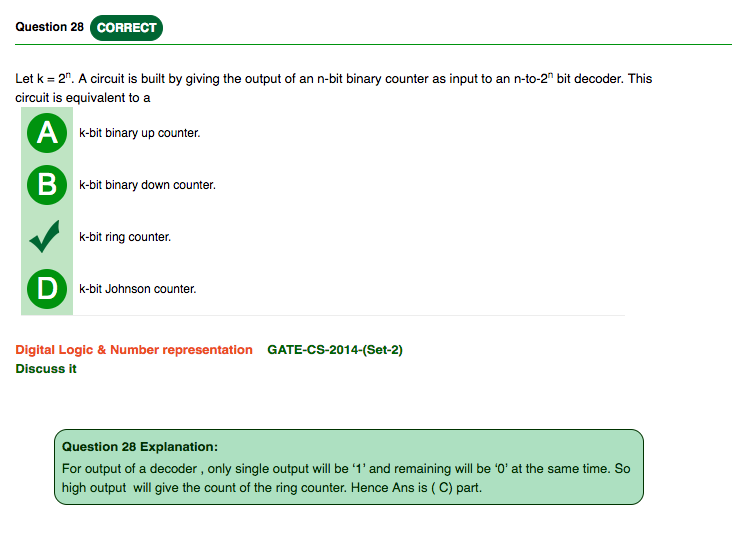 Question 28 CORRECT
Let k = 2ⁿ. A circuit is built by giving the output of an n-bit binary counter as input to an n-to-2ⁿ bit decoder. This
circuit is equivalent to a
A k-bit binary up counter.
B k-bit binary down counter.
k-bit ring counter.
D k-bit Johnson counter.
Digital Logic & Number representation GATE-CS-2014-(Set-2)
Discuss it
Question 28 Explanation:
For output of a decoder , only single output will be ‘1’ and remaining will be ‘0’ at the same time. So
high output will give the count of the ring counter. Hence Ans is ( C) part.